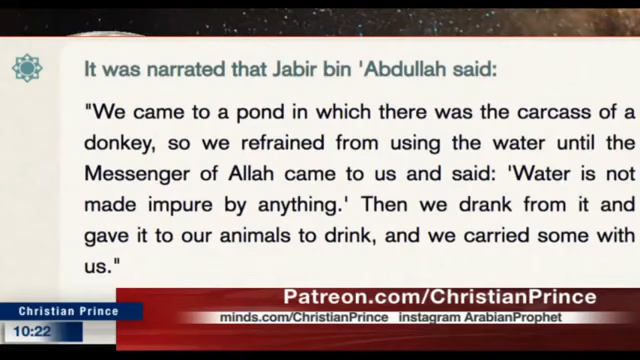 It was narrated that Jabir bin 'Abdullah said:
"We came to a pond in which there was the carcass of a
donkey, so we refrained from using the water until the
Messenger of Allah came to us and said: 'Water is not
made impure by anything.' Then we drank from it and
gave it to our animals to drink, and we carried some with
us."
Patreon.com/ChristianPrince
Christian Prince
minds.com/ChristianPrince instagram ArabianProphet
10:22